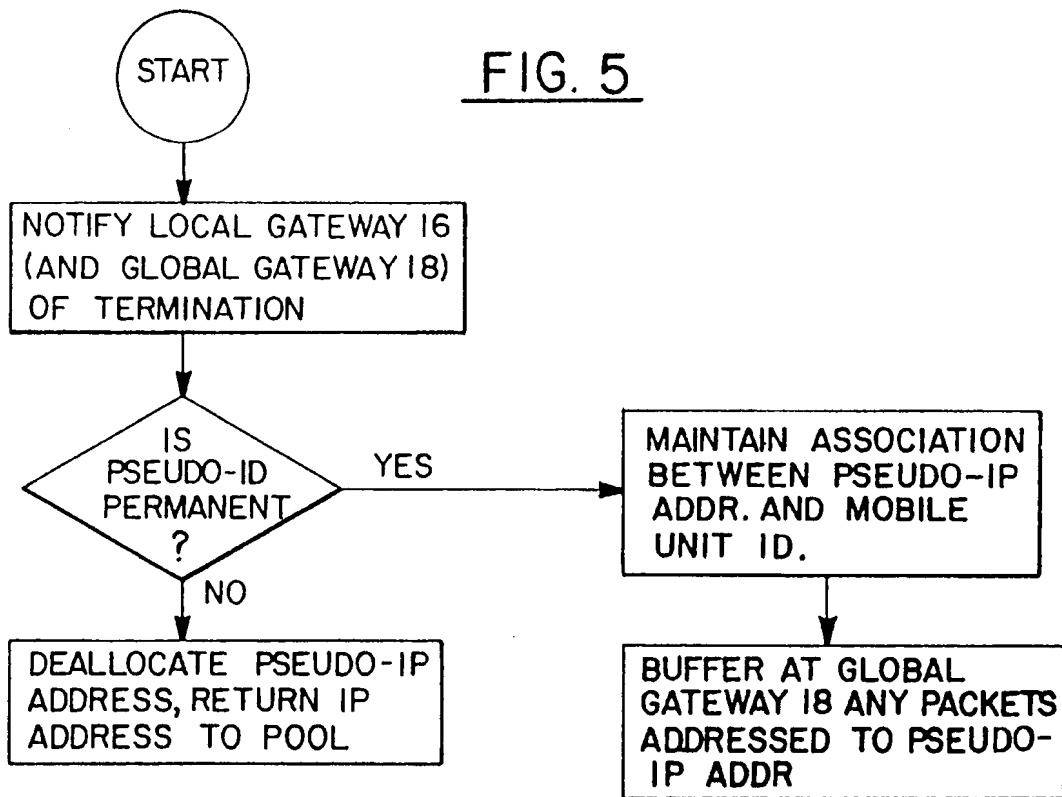 START
FIG. 5
NOTIFY LOCAL GATEWAY 16
(AND GLOBAL GATEWAY 18)
OF TERMINATION
IS
PSEUDO-ID
PERMANENT
?
YES
NO
MAINTAIN ASSOCIATION
BETWEEN PSEUDO-IP
ADDR. AND MOBILE
UNIT ID.
DEALLOCATE PSEUDO-IP
ADDRESS, RETURN IP
ADDRESS TO POOL
BUFFER AT GLOBAL
GATEWAY 18 ANY PACKETS
ADDRESSED TO PSEUDO-
IP ADDR